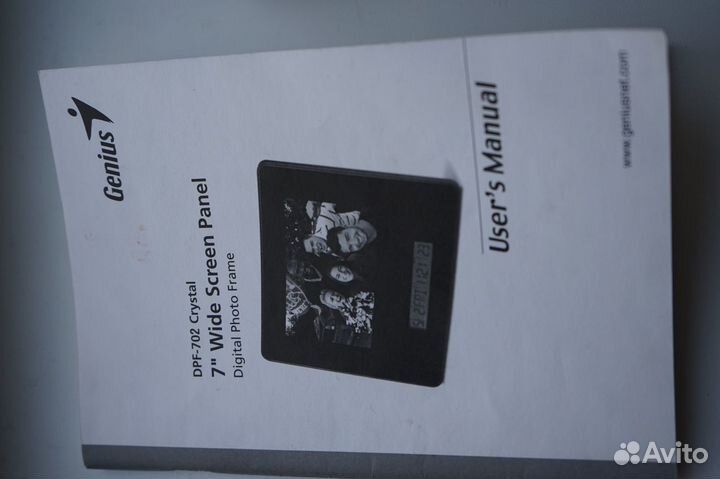 Genius
DPF-702 Crystal
7" Wide Screen Panel
Digital Photo Frame
User's Manual
www.geniusnet.com
Avito